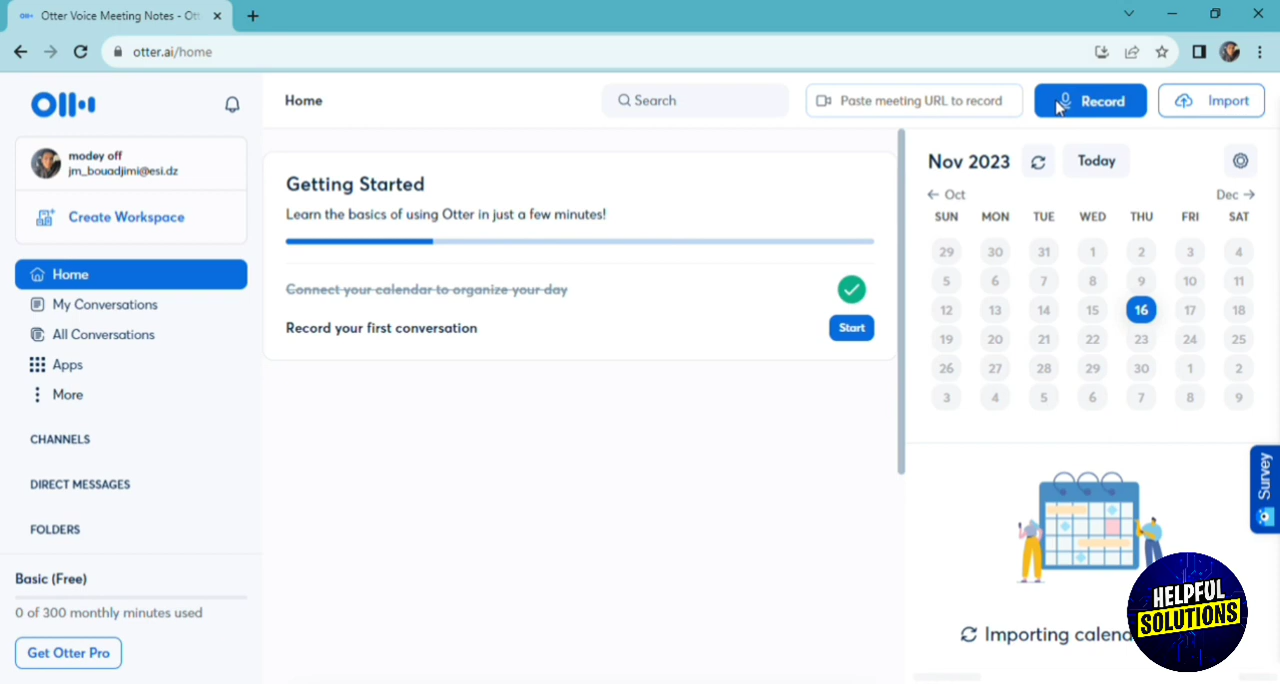 Otter Voice Meeting Notes - Ott
otter.ai/home
modey off
jm_bouadjimi@esi.dz
Create Workspace
Home
My Conversations
All Conversations
Apps
More
CHANNELS
DIRECT MESSAGES
FOLDERS
Basic (Free)
0 of 300 monthly minutes used
Get Otter Pro
Home
Search
Paste meeting URL to record
Record
Import
Getting Started
Learn the basics of using Otter in just a few minutes!
Connect your calendar to organize your day
Record your first conversation
Start
Nov 2023
Today
← Oct
Dec →
SUN MON TUE WED THU FRI SAT
29 30 31 1 2 3 4
5 6 7 8 9 10 11
12 13 14 15 16 17 18
19 20 21 22 23 24 25
26 27 28 29 30 1 2
3 4 5 6 7 8 9
Survey
Importing calenda
HELPFUL
SOLUTIONS